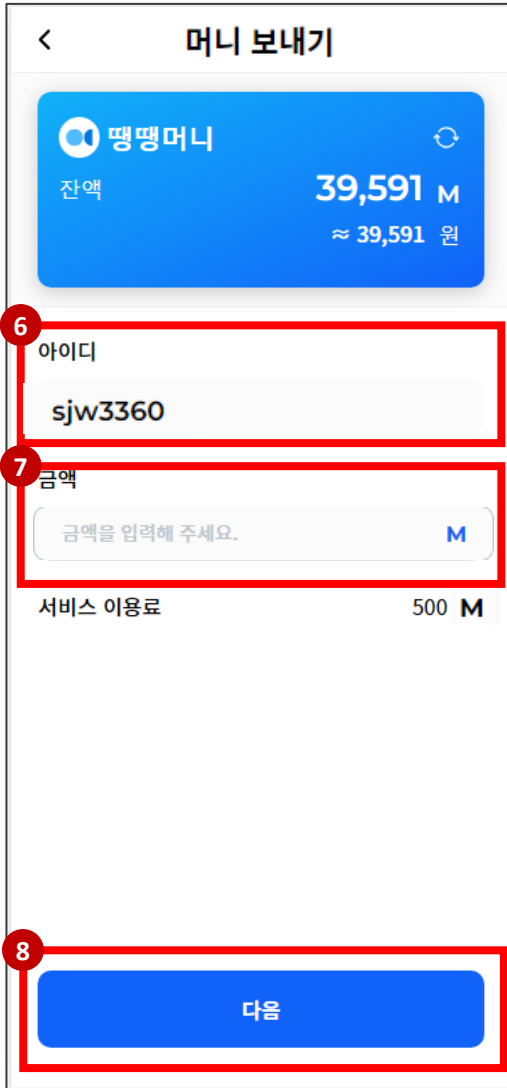 머니 보내기
땡땡머니
잔액 39,591 M
≈ 39,591 원
6
아이디
sjw3360
7
금액
금액을 입력해 주세요. M
서비스 이용료 500 M
8
다음